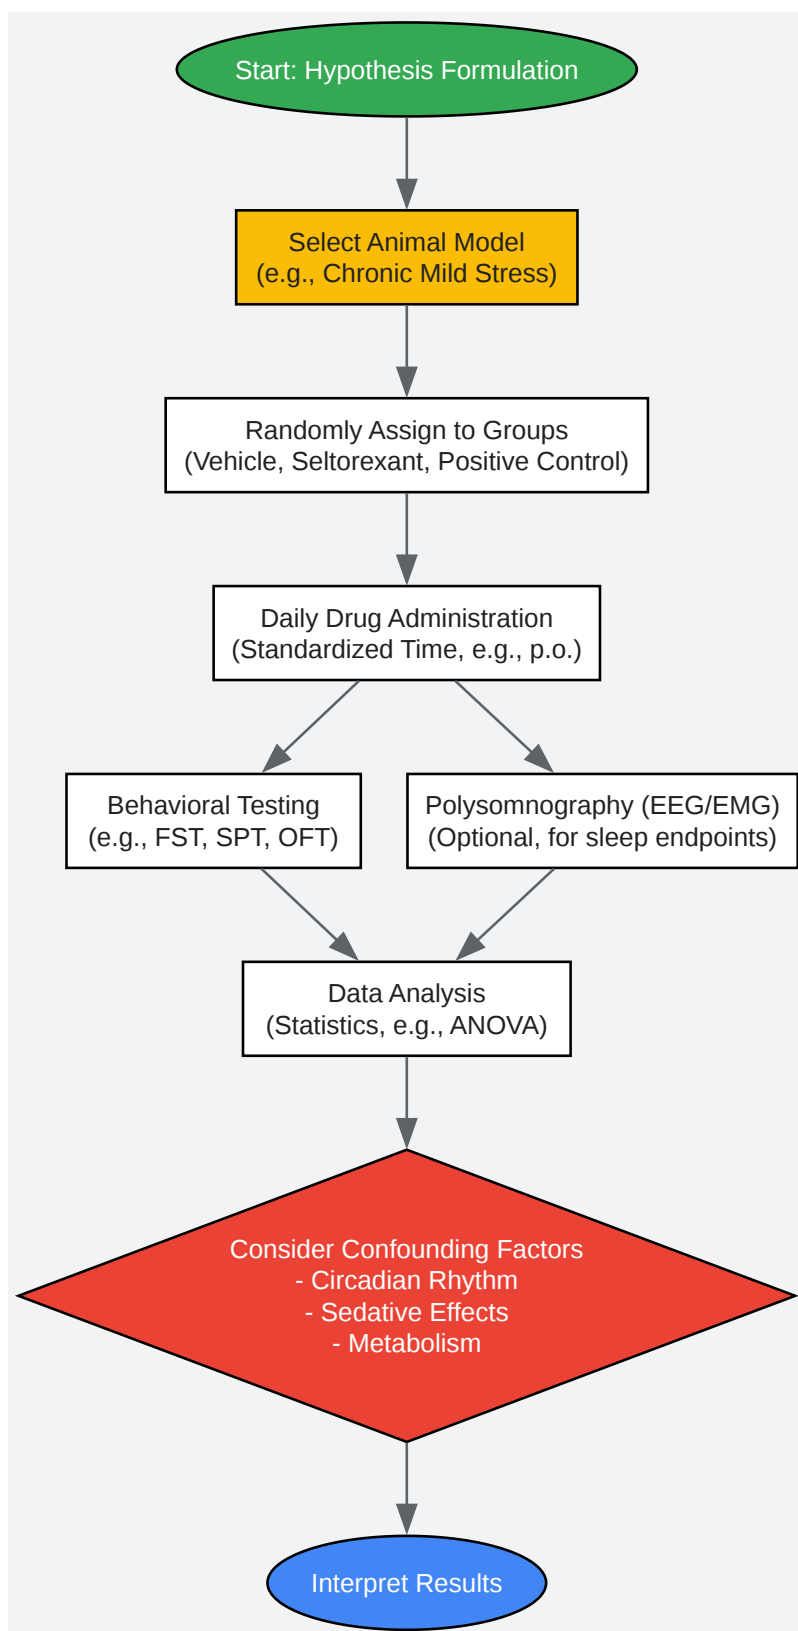 Start: Hypothesis Formulation
Select Animal Model
(e.g., Chronic Mild Stress)
Randomly Assign to Groups
(Vehicle, Seltorexant, Positive Control)
Daily Drug Administration
(Standardized Time, e.g., p.o.)
Behavioral Testing
(e.g., FST, SPT, OFT)
Polysomnography (EEG/EMG)
(Optional, for sleep endpoints)
Data Analysis
(Statistics, e.g., ANOVA)
Consider Confounding Factors
- Circadian Rhythm
- Sedative Effects
- Metabolism
Interpret Results